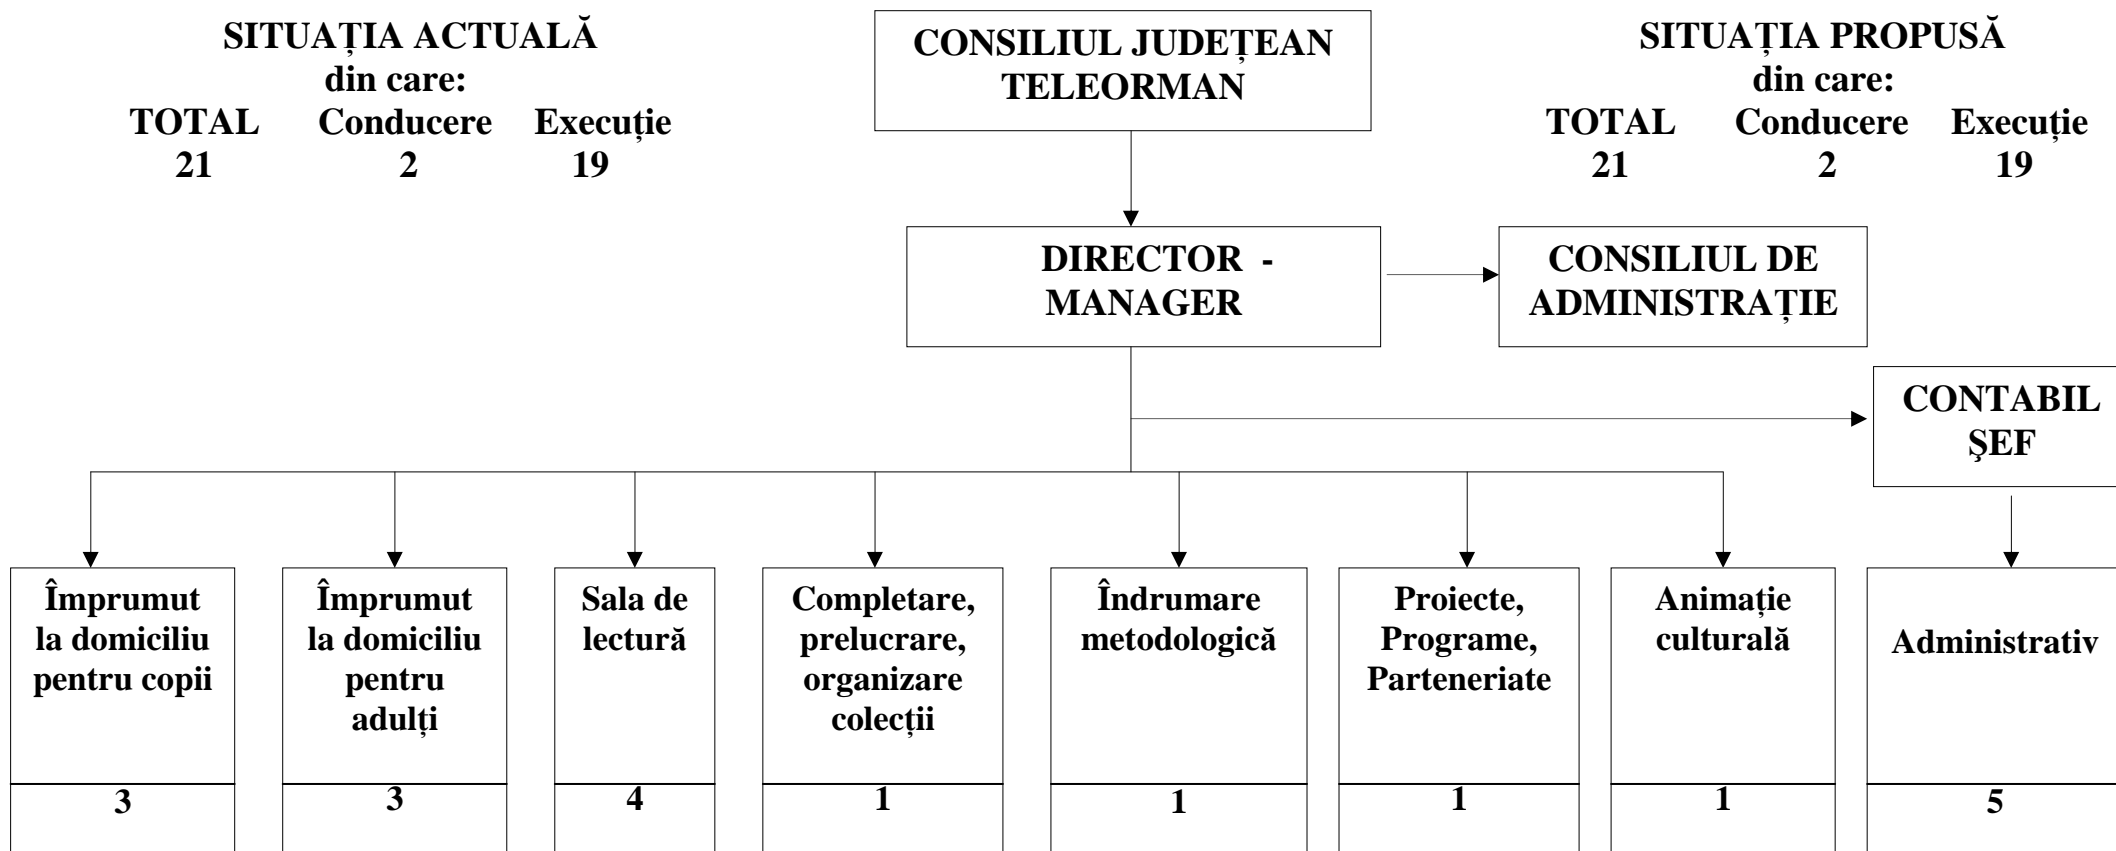 SITUAȚIA ACTUALĂ
din care:
TOTAL Conducere Execuție
21 2 19
CONSILIUL JUDEȚEAN
TELEORMAN
SITUAȚIA PROPUSĂ
din care:
TOTAL Conducere Execuție
21 2 19
DIRECTOR -
MANAGER
CONSILIUL DE
ADMINISTRAȚIE
CONTABIL
ŞEF
Împrumut
la domiciliu
pentru copii
3
Împrumut
la domiciliu
pentru
adulți
3
Sala de
lectură
4
Completare,
prelucrare,
organizare
colecții
1
Îndrumare
metodologică
1
Proiecte,
Programe,
Parteneriate
1
Animație
culturală
1
Administrativ
5